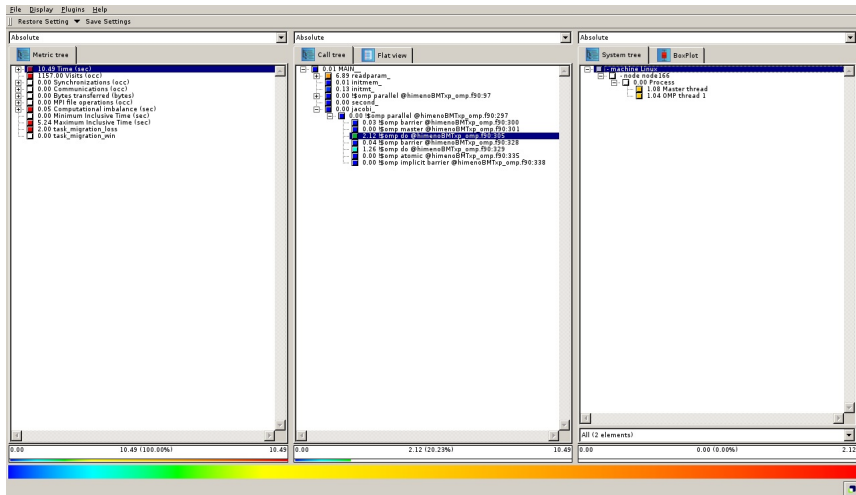 File Display Plugins Help
Restore Setting Save Settings
Absolute
Metric tree
10.49 Time (sec)
1157.00 Visits (occ)
0.00 Synchronizations (occ)
0.00 Communications (occ)
0.00 Bytes transferred (bytes)
0.00 MPI file operations (occ)
0.05 Computational imbalance (sec)
0.00 Minimum Inclusive Time (sec)
5.24 Maximum Inclusive Time (sec)
2.00 task_migration_loss
0.00 task_migration_win
0.00 10.49 (100.00%) 10.49
Absolute
Call tree Flat view
0.01 MAIN__
6.89 readparam_
0.01 initmem_
0.13 initmt_
0.00 !$omp parallel @himenoBMTxp_omp.f90:97
0.00 second_
0.00 jacobi_
0.00 !$omp parallel @himenoBMTxp_omp.f90:297
0.03 !$omp barrier @himenoBMTxp_omp.f90:300
0.00 !$omp master @himenoBMTxp_omp.f90:301
2.12 !$omp do @himenoBMTxp_omp.f90:305
0.04 !$omp barrier @himenoBMTxp_omp.f90:328
1.26 !$omp do @himenoBMTxp_omp.f90:329
0.00 !$omp atomic @himenoBMTxp_omp.f90:335
0.00 !$omp implicit barrier @himenoBMTxp_omp.f90:338
0.00 2.12 (20.23%) 10.49
Absolute
System tree BoxPlot
- machine Linux
- node node166
0.00 Process
1.08 Master thread
1.04 OMP thread 1
All (2 elements)
0.00 0.00 (0.00%) 2.12